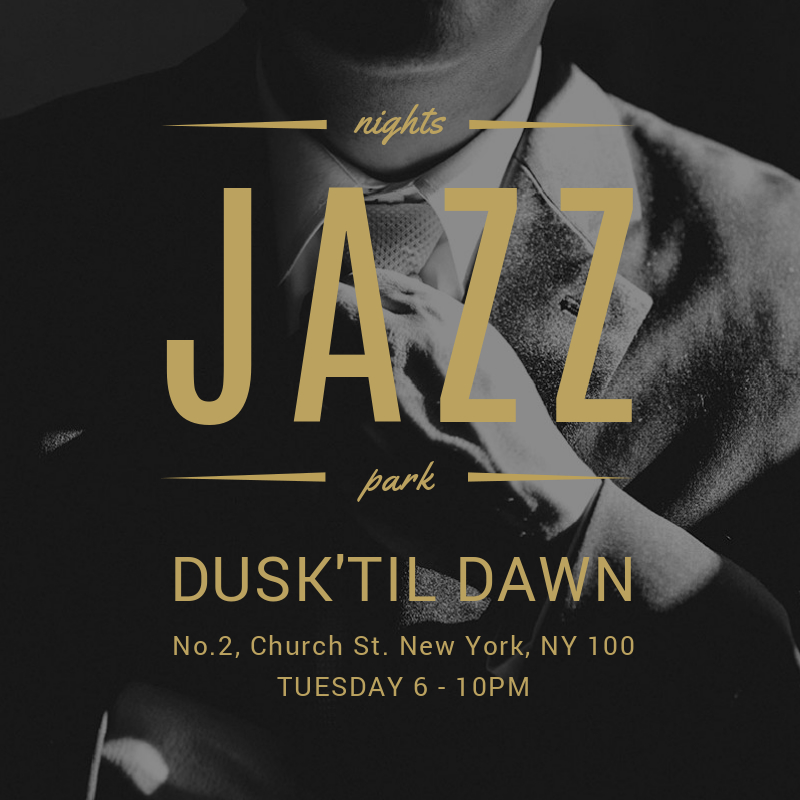 nights
JAZZ
park
DUSK'TIL DAWN
No.2, Church St. New York, NY 100
TUESDAY 6 - 10PM